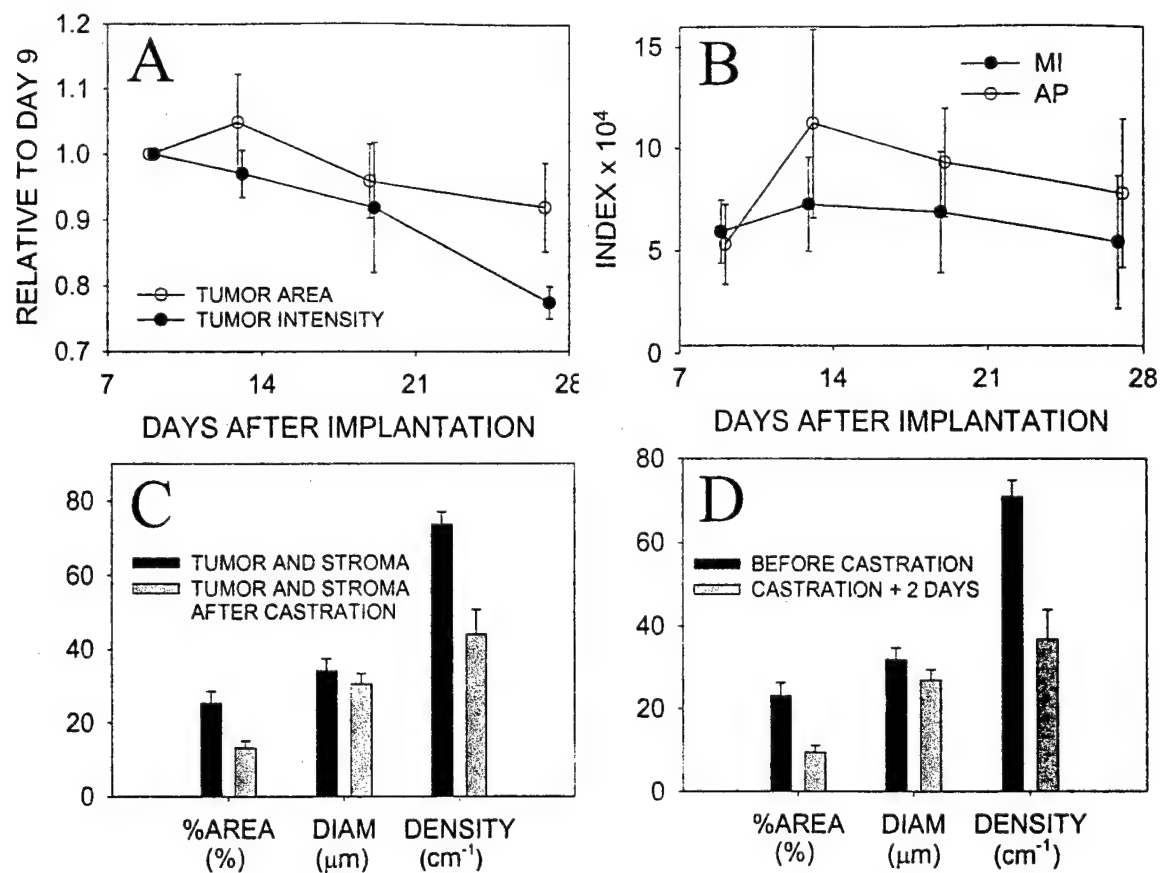 A
RELATIVE TO DAY 9
1.2
1.1
1.0
0.9
0.8
0.7
TUMOR AREA
TUMOR INTENSITY
7 14 21 28
DAYS AFTER IMPLANTATION
B
INDEX x 10⁴
15
10
5
0
MI
AP
7 14 21 28
DAYS AFTER IMPLANTATION
C
80
60
40
20
0
TUMOR AND STROMA
TUMOR AND STROMA
AFTER CASTRATION
%AREA DIAM DENSITY
(%) (μm) (cm⁻¹)
D
80
60
40
20
0
BEFORE CASTRATION
CASTRATION + 2 DAYS
%AREA DIAM DENSITY
(%) (μm) (cm⁻¹)